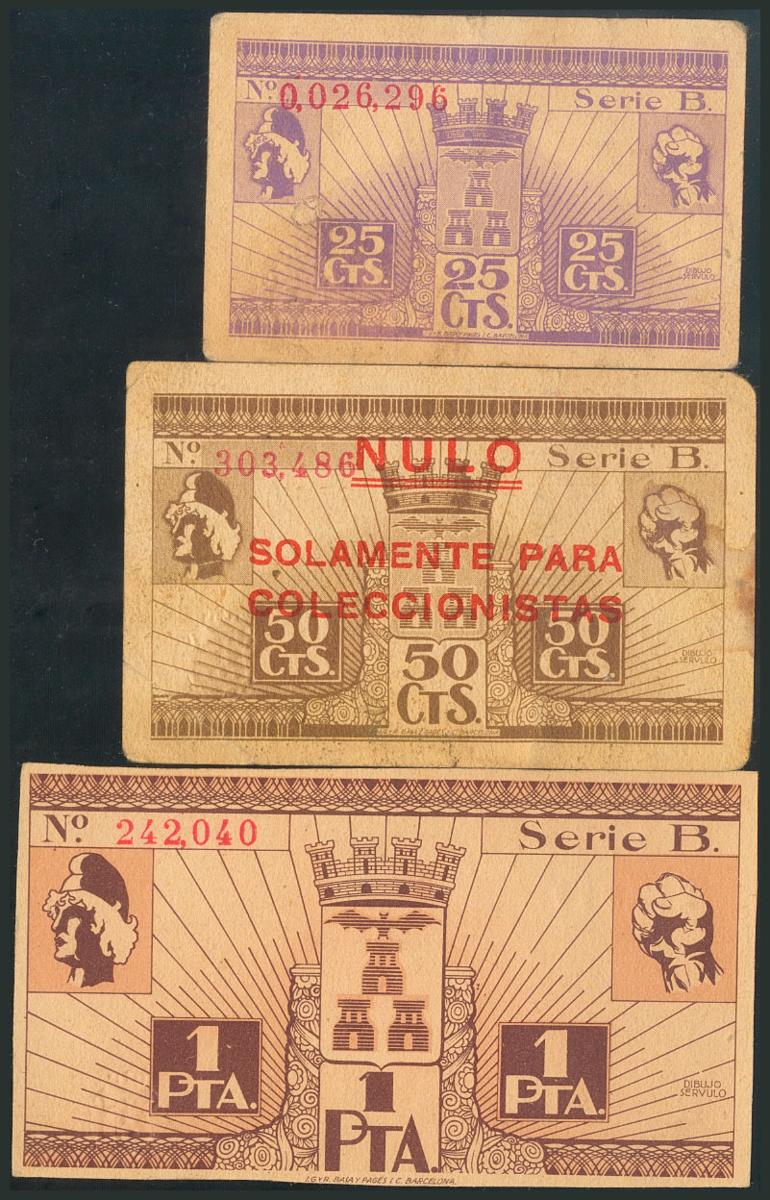 Nº 0,026,296 Serie B.
25 CTS.
25 CTS.
25 CTS.
DIBUJO
SERVULO
Nº 303,486 NULO Serie B.
SOLAMENTE PARA
COLECCIONISTAS
50 CTS.
50 CTS.
50 CTS.
DIBUJO
SERVULO
Nº 242,040 Serie B.
1 PTA.
1 PTA.
1 PTA.
DIBUJO
SERVULO
I.G. Y R. BASA Y PAGÉS I. C. BARCELONA.